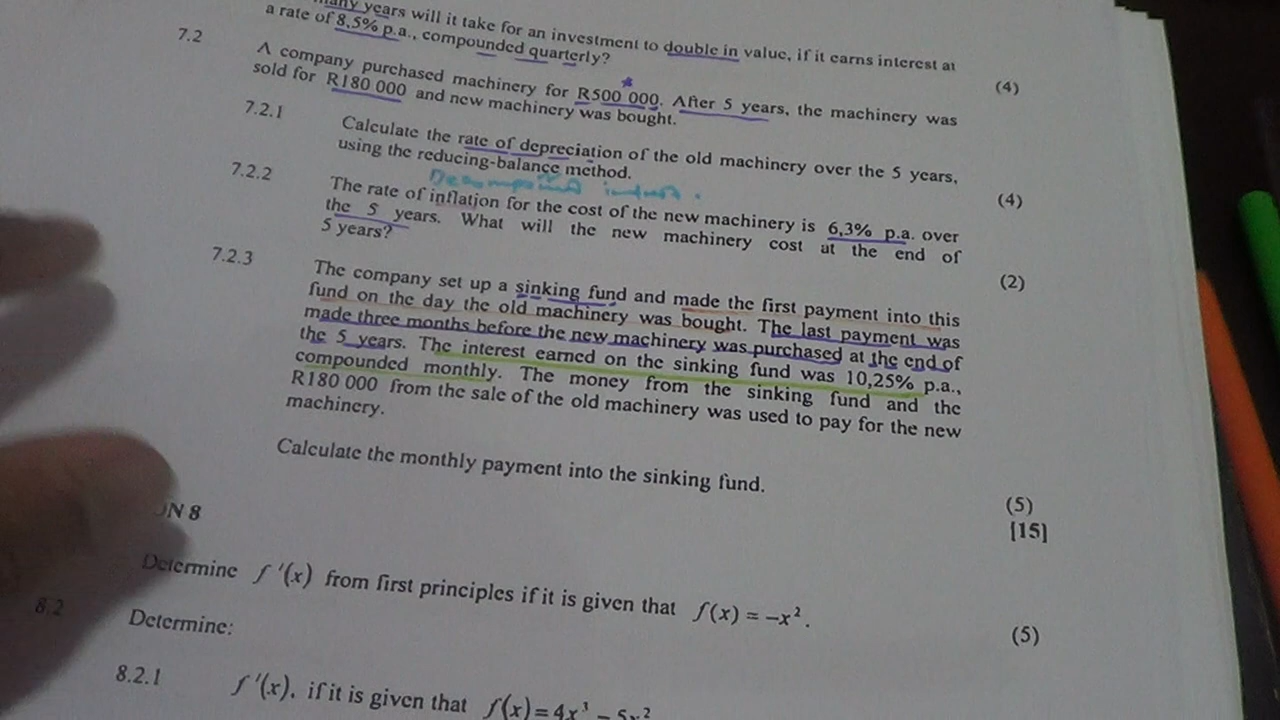 many years will it take for an investment to double in value, if it earns interest at
a rate of 8,5% p.a., compounded quarterly?
(4)
7.2 A company purchased machinery for R500 000. After 5 years, the machinery was
sold for R180 000 and new machinery was bought.
7.2.1 Calculate the rate of depreciation of the old machinery over the 5 years,
using the reducing-balance method.
(4)
7.2.2 The rate of inflation for the cost of the new machinery is 6,3% p.a. over
the 5 years. What will the new machinery cost at the end of
5 years?
(2)
7.2.3 The company set up a sinking fund and made the first payment into this
fund on the day the old machinery was bought. The last payment was
made three months before the new machinery was purchased at the end of
the 5 years. The interest earned on the sinking fund was 10,25% p.a.,
compounded monthly. The money from the sinking fund and the
R180 000 from the sale of the old machinery was used to pay for the new
machinery.
Calculate the monthly payment into the sinking fund.
(5)
[15]
ON 8
Determine f '(x) from first principles if it is given that f(x) = −x².
(5)
8.2 Determine:
8.2.1 f '(x), if it is given that f(x) = 4x³ − 5x²